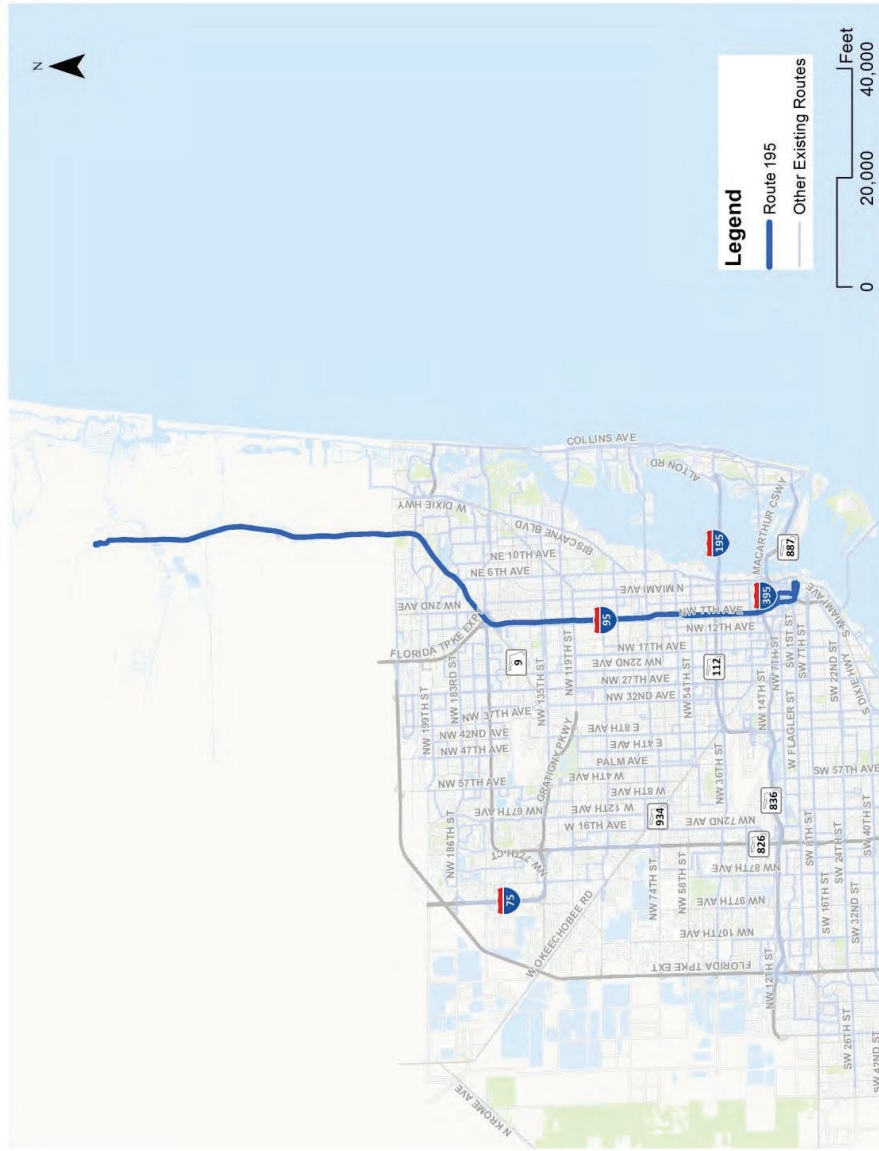 N
COLLINS AVE
ALTON RD
W DIXIE HWY
BISCAYNE BLVD
MACARTHUR CSWY
887
195
NE 10TH AVE
NE 6TH AVE
N MIAMI AVE
395
S MIAMI AVE
NW 2ND AVE
95
NW 7TH AVE
NW 12TH AVE
FLORIDA TPKE EXP
9
NW 17TH AVE
NW 22ND AVE
NW 27TH AVE
NW 32ND AVE
112
NW 199TH ST
NW 183RD ST
NW 135TH ST
NW 119TH ST
NW 54TH ST
NW 14TH ST
NW 7TH ST
SW 1ST ST
SW 7TH ST
W FLAGLER ST
SW 22ND ST
S DIXIE HWY
NW 37TH AVE
NW 42ND AVE
NW 47TH AVE
NW 57TH AVE
GRATIGNY PKWY
E 8TH AVE
E 4TH AVE
PALM AVE
W 4TH AVE
W 8TH AVE
W 12TH AVE
W 16TH AVE
NW 67TH AVE
NW 186TH ST
NW 77TH CT
934
NW 36TH ST
NW 72ND AVE
836
826
SW 57TH AVE
SW 8TH ST
SW 24TH ST
SW 40TH ST
NW 87TH AVE
NW 74TH ST
NW 58TH ST
NW 97TH AVE
NW 107TH AVE
SW 16TH ST
SW 32ND ST
75
W OKEECHOBEE RD
FLORIDA TPKE EXT
NW 12TH ST
SW 26TH ST
SW 42ND ST
N KROME AVE
Legend
Route 195
Other Existing Routes
0 20,000 40,000
Feet